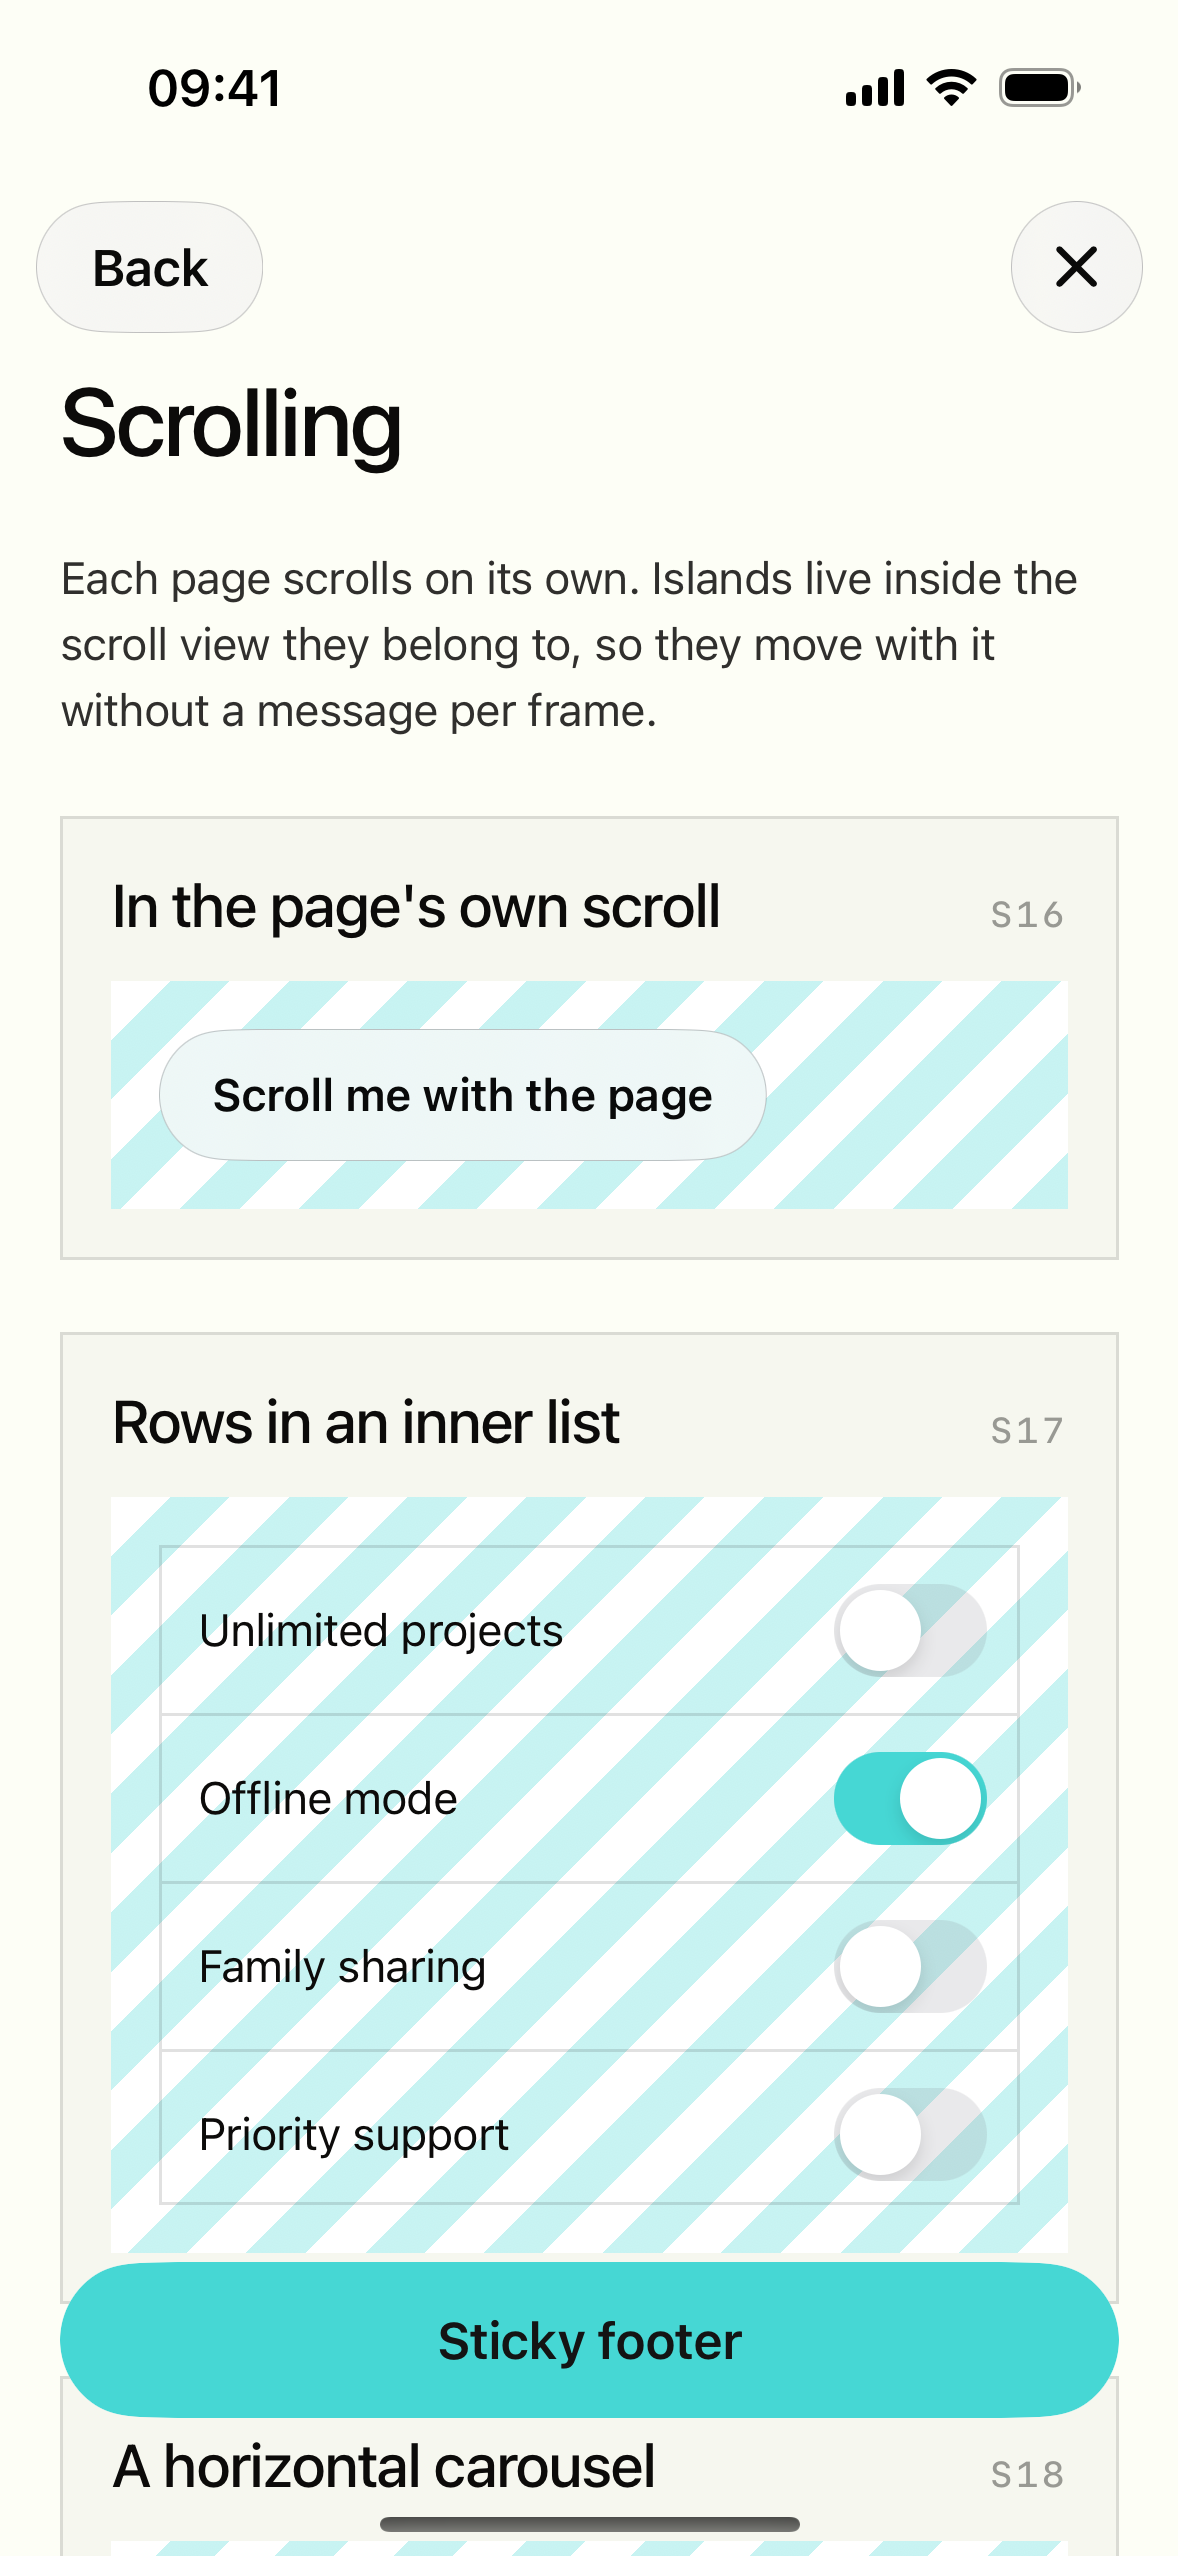 09:41
Back
Scrolling
Each page scrolls on its own. Islands live inside the
scroll view they belong to, so they move with it
without a message per frame.
In the page's own scroll
S16
Scroll me with the page
Rows in an inner list
S17
Unlimited projects
Offline mode
Family sharing
Priority support
Sticky footer
A horizontal carousel
S18